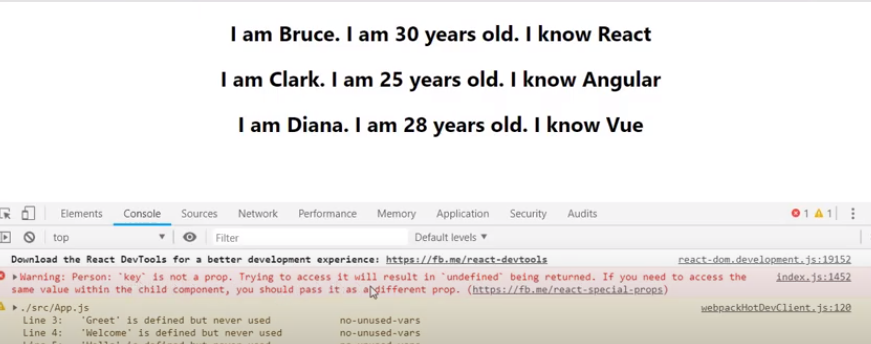 I am Bruce. I am 30 years old. I know React
I am Clark. I am 25 years old. I know Angular
I am Diana. I am 28 years old. I know Vue
Elements Console Sources Network Performance Memory Application Security Audits 1 1
top Filter Default levels
Download the React DevTools for a better development experience: https://fb.me/react-devtools react-dom.development.js:19152
Warning: Person: `key` is not a prop. Trying to access it will result in `undefined` being returned. If you need to access the index.js:1452
same value within the child component, you should pass it as a different prop. (https://fb.me/react-special-props)
./src/App.js webpackHotDevClient.js:120
Line 3: 'Greet' is defined but never used no-unused-vars
Line 4: 'Welcome' is defined but never used no-unused-vars